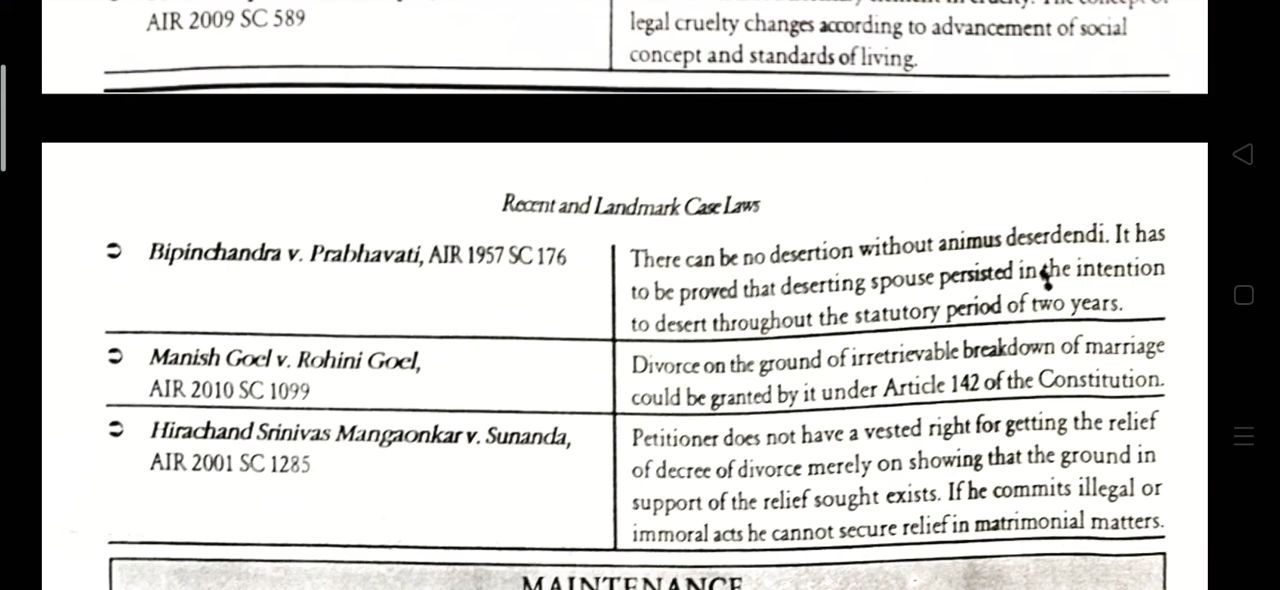 AIR 2009 SC 589
legal cruelty changes according to advancement of social
concept and standards of living.
Recent and Landmark Case Laws
Bipinchandra v. Prabhavati, AIR 1957 SC 176
There can be no desertion without animus deserdendi. It has
to be proved that deserting spouse persisted in the intention
to desert throughout the statutory period of two years.
Manish Goel v. Rohini Goel,
AIR 2010 SC 1099
Divorce on the ground of irretrievable breakdown of marriage
could be granted by it under Article 142 of the Constitution.
Hirachand Srinivas Mangaonkar v. Sunanda,
AIR 2001 SC 1285
Petitioner does not have a vested right for getting the relief
of decree of divorce merely on showing that the ground in
support of the relief sought exists. If he commits illegal or
immoral acts he cannot secure relief in matrimonial matters.
MAINTENANCE